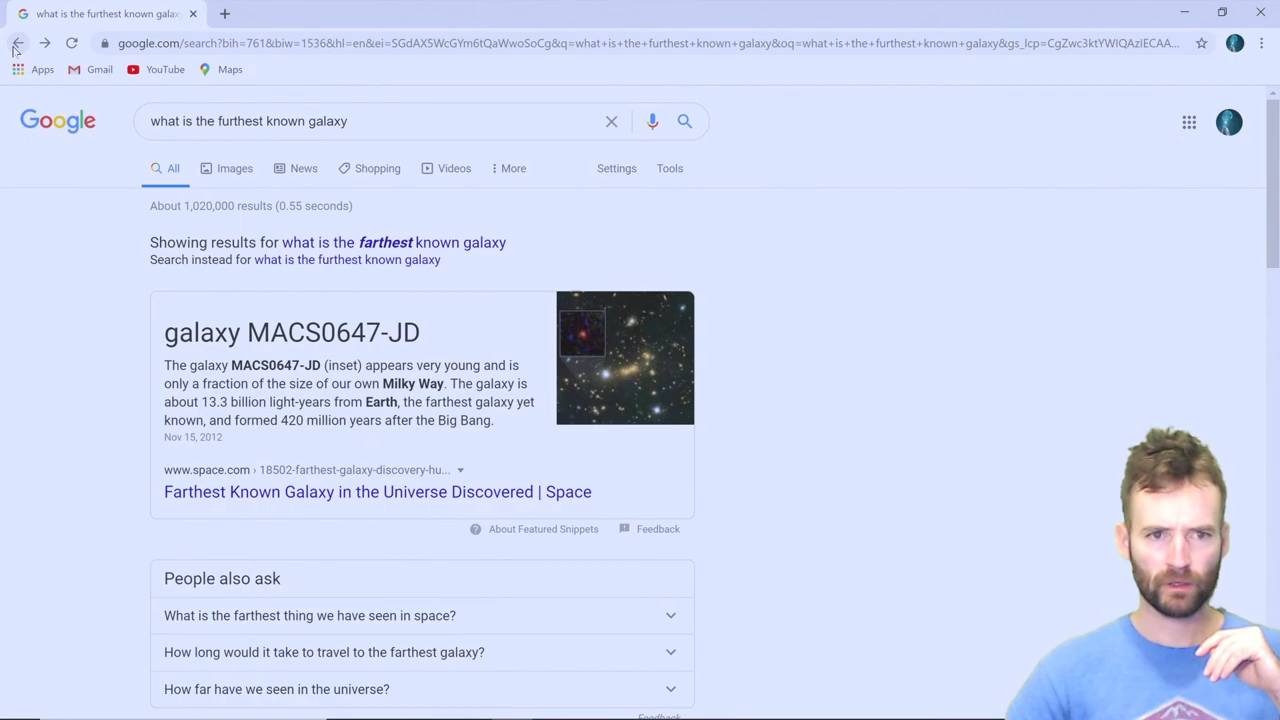 what is the furthest known galaxy
google.com/search?bih=761&biw=1536&hl=en&ei=SGdAX5WcGYm6tQaWwoSoCg&q=what+is+the+furthest+known+galaxy&oq=what+is+the+furthest+known+galaxy&gs_lcp=CgZwc3ktYWIQAzIECAA...
Apps Gmail YouTube Maps
Google what is the furthest known galaxy
All Images News Shopping Videos More Settings Tools
About 1,020,000 results (0.55 seconds)
Showing results for what is the farthest known galaxy
Search instead for what is the furthest known galaxy
galaxy MACS0647-JD
The galaxy MACS0647-JD (inset) appears very young and is
only a fraction of the size of our own Milky Way. The galaxy is
about 13.3 billion light-years from Earth, the farthest galaxy yet
known, and formed 420 million years after the Big Bang.
Nov 15, 2012
www.space.com › 18502-farthest-galaxy-discovery-hu...
Farthest Known Galaxy in the Universe Discovered | Space
About Featured Snippets Feedback
People also ask
What is the farthest thing we have seen in space?
How long would it take to travel to the farthest galaxy?
How far have we seen in the universe?
Feedback